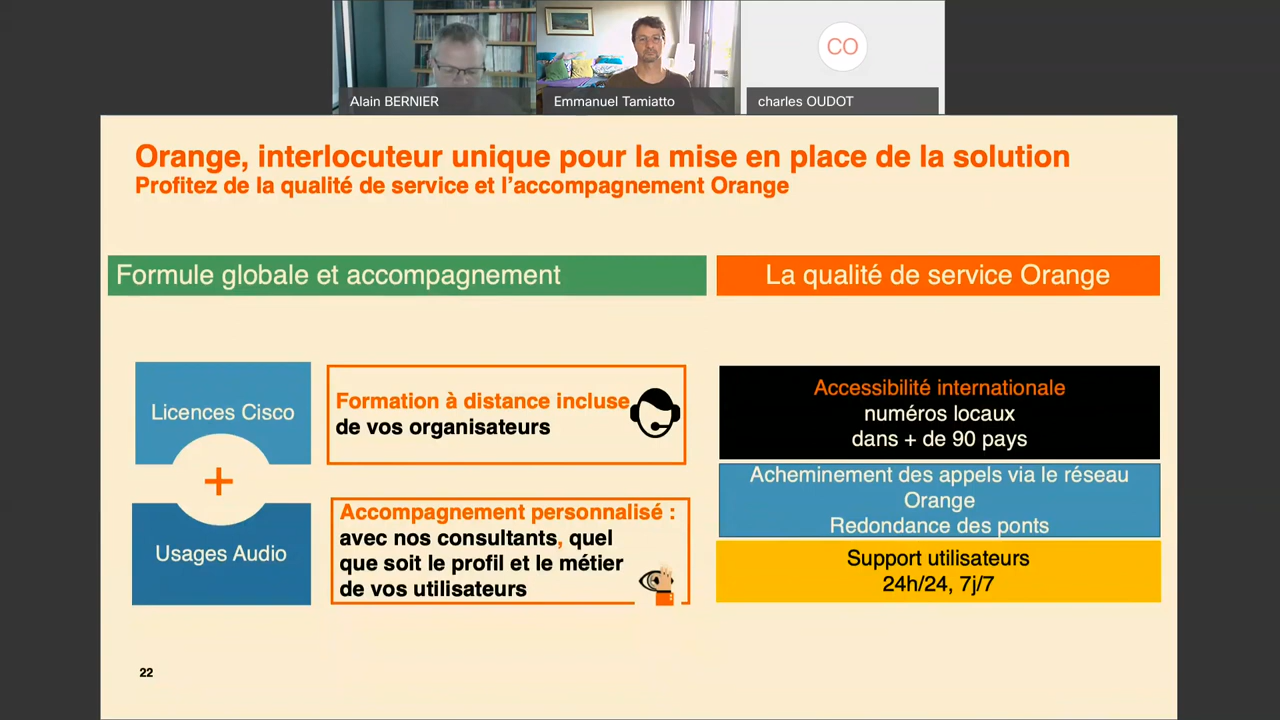 Alain BERNIER
Emmanuel Tamiatto
CO
charles OUDOT
Orange, interlocuteur unique pour la mise en place de la solution
Profitez de la qualité de service et l'accompagnement Orange
Formule globale et accompagnement
Licences Cisco
+
Usages Audio
Formation à distance incluse
de vos organisateurs
Accompagnement personnalisé :
avec nos consultants, quel
que soit le profil et le métier
de vos utilisateurs
La qualité de service Orange
Accessibilité internationale
numéros locaux
dans + de 90 pays
Acheminement des appels via le réseau
Orange
Redondance des ponts
Support utilisateurs
24h/24, 7j/7
22